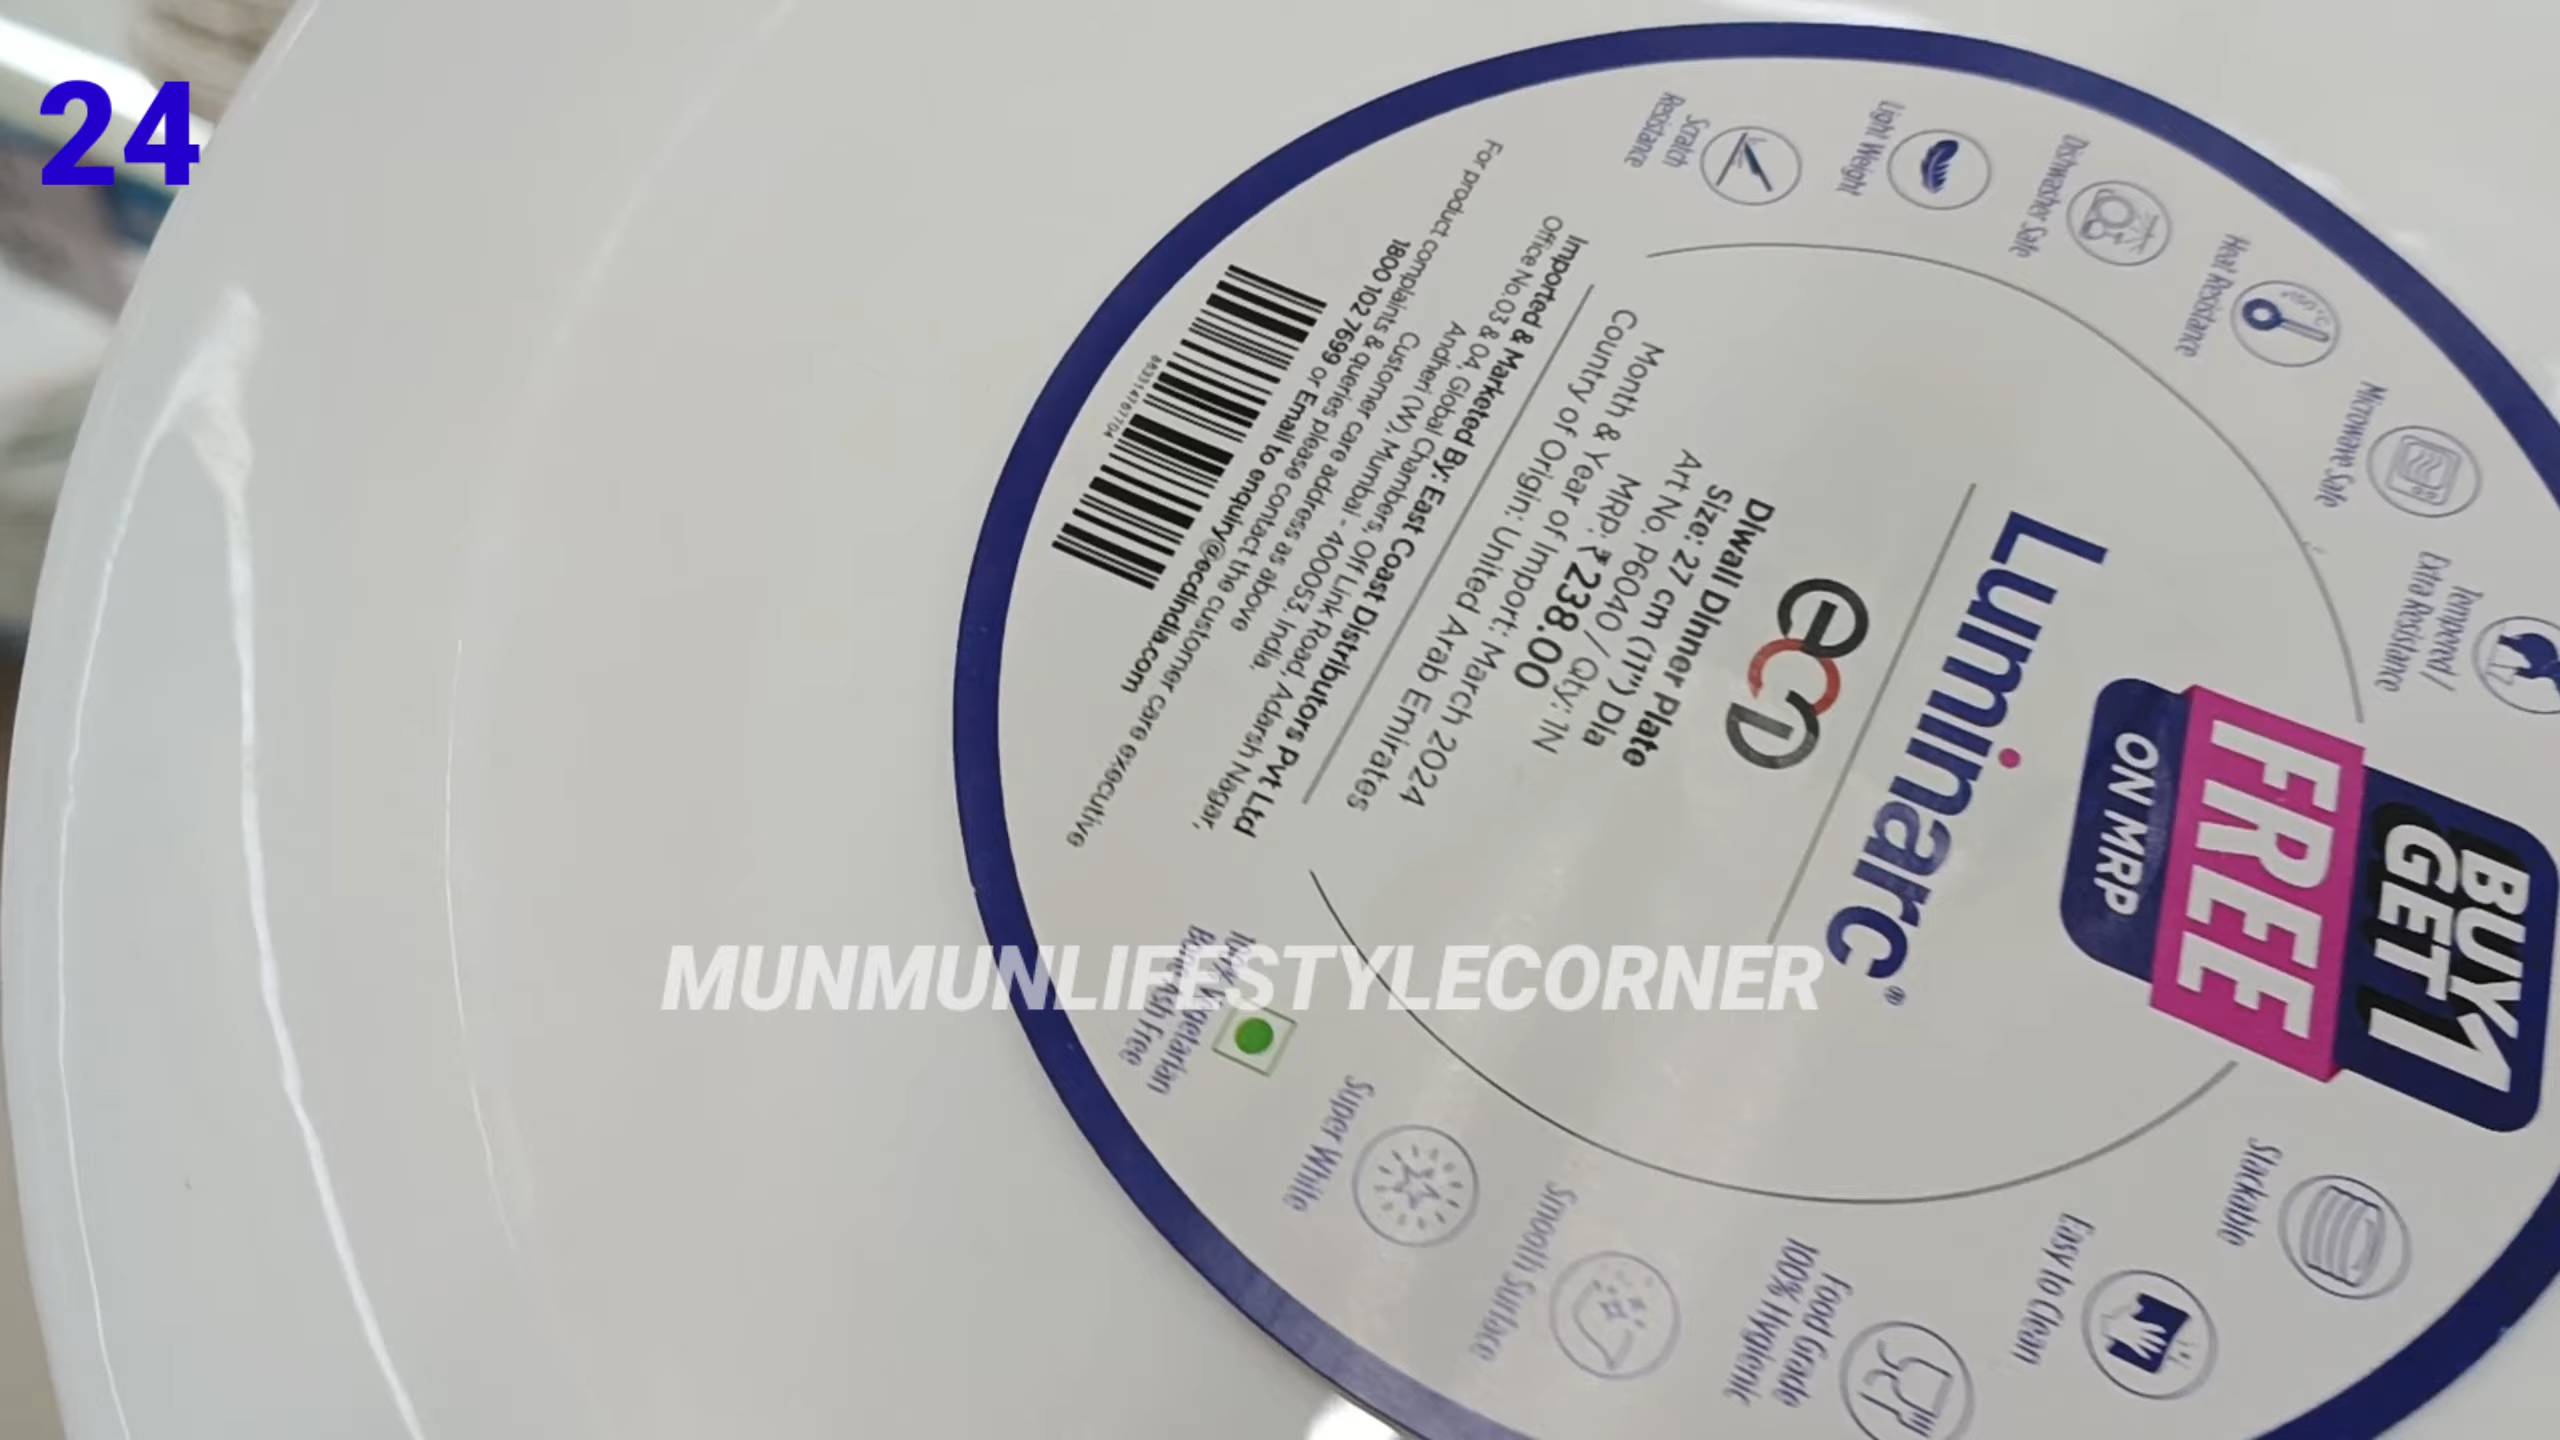 24
BUY 1
GET 1
FREE
ON MRP
Luminarc®
ecD
Diwali Dinner Plate
Size: 27 cm (11") Dia
Art No. P6040 / Qty: 1N
MRP: ₹ 238.00
Month & Year of Import: March 2024
Country of Origin: United Arab Emirates
Imported & Marketed By: East Coast Distributors Pvt Ltd
Office No.03 & 04, Global Chambers, Off Link Road, Adarsh Nagar,
Andheri (W), Mumbai - 400053. India.
Customer care address as above
For product complaints & queries please contact the customer care executive
1800 102 7699 or Email to enquiry@ecdindia.com
Scratch
Resistance
Light Weight
Dishwasher Safe
Heat Resistance
Microwave Safe
Tempered /
Extra Resistance
Stackable
Easy to Clean
Food Grade
100% Hygienic
Smooth Surface
Super White
100% Vegetarian
Bone Ash Free
MUNMUNLIFESTYLECORNER